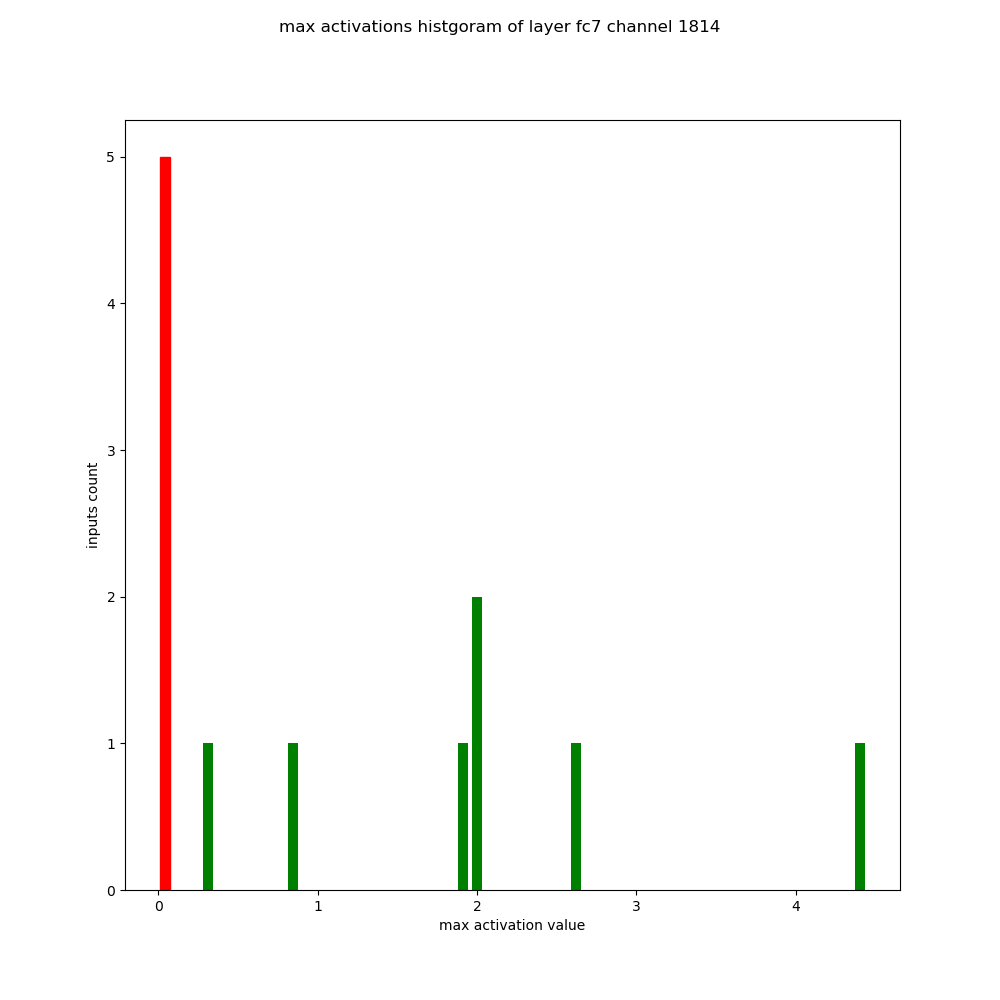 max activations histgoram of layer fc7 channel 1814
5
4
3
2
1
0
inputs count
0 1 2 3 4
max activation value